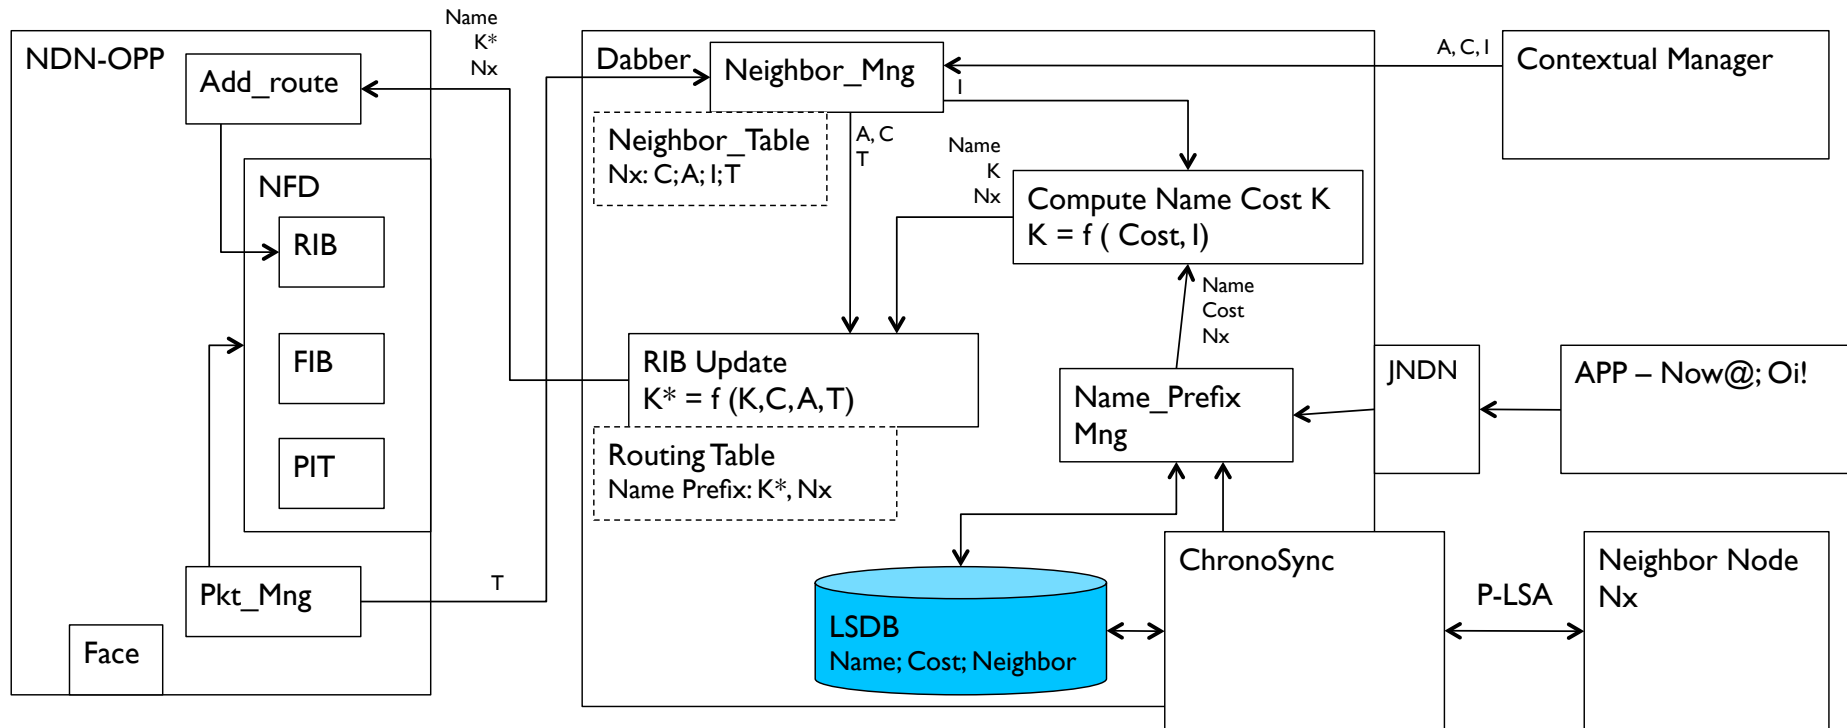 NDN-OPP
Name
K*
Nx
Add_route
NFD
RIB
FIB
PIT
Pkt_Mng
Face
T
Dabber
Neighbor_Mng
I
A, C, I
Contextual Manager
Neighbor_Table
Nx: C; A; I; T
A, C
T
Name
K
Nx
Compute Name Cost K
K = f ( Cost, I)
Name
Cost
Nx
RIB Update
K* = f (K, C, A, T)
Routing Table
Name Prefix: K*, Nx
Name_Prefix
Mng
JNDN
APP – Now@; Oi!
LSDB
Name; Cost; Neighbor
ChronoSync
P-LSA
Neighbor Node
Nx